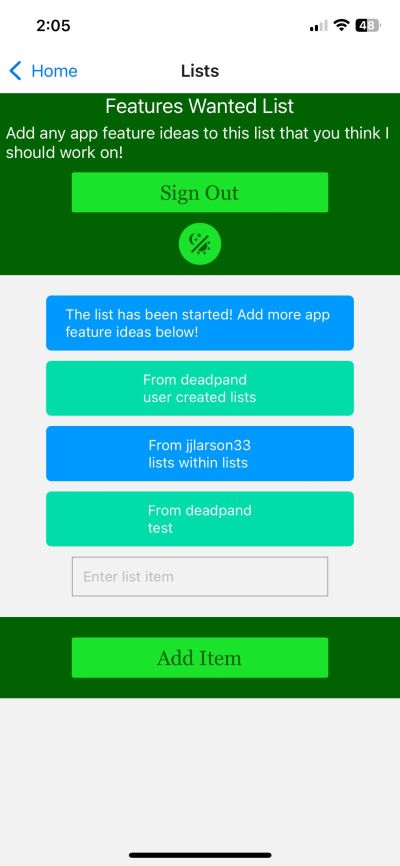 2:05
48
Home
Lists
Features Wanted List
Add any app feature ideas to this list that you think I
should work on!
Sign Out
The list has been started! Add more app
feature ideas below!
From deadpand
user created lists
From jjlarson33
lists within lists
From deadpand
test
Enter list item
Add Item